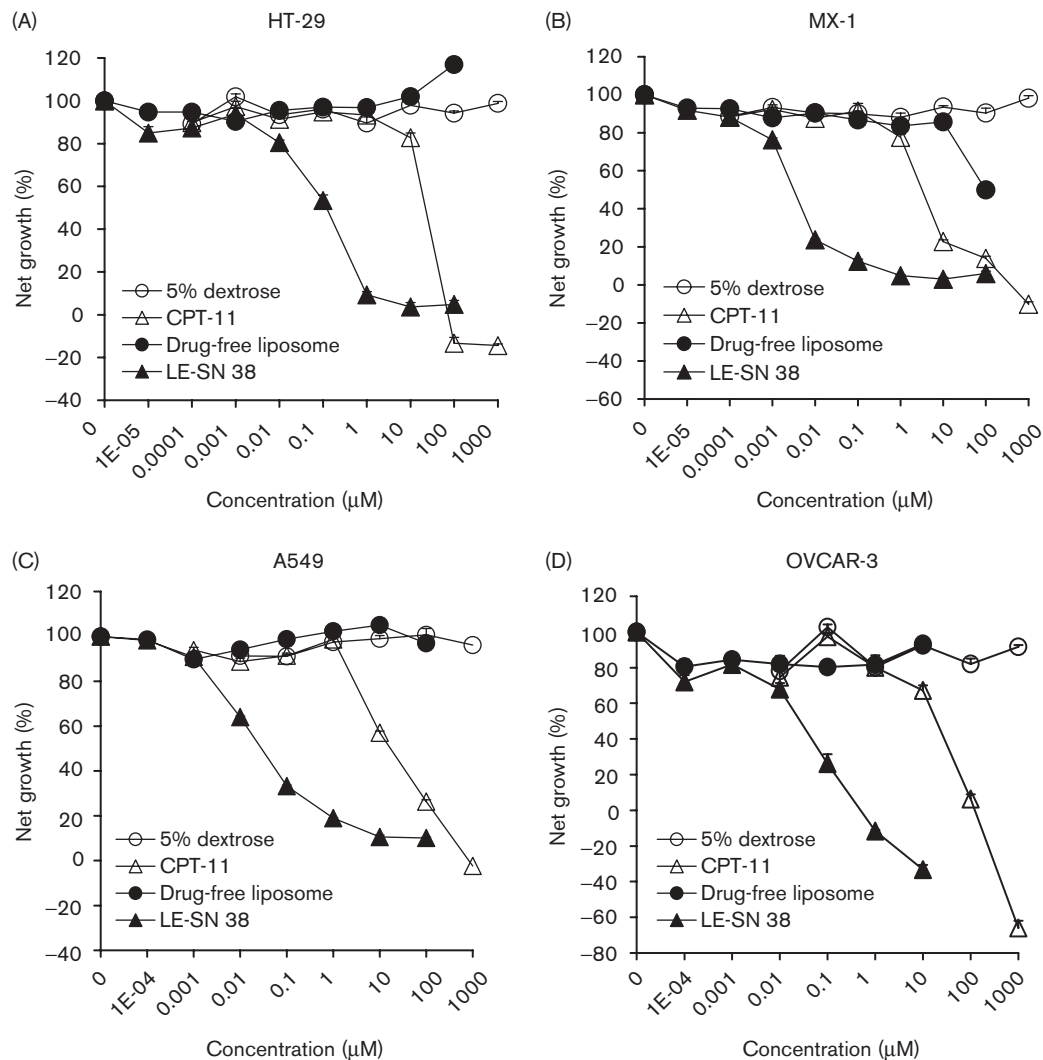 (A)
HT-29
120
100
80
60
40
20
0
−20
−40
Net growth (%)
5% dextrose
CPT-11
Drug-free liposome
LE-SN 38
0
1E-05
0.0001
0.001
0.01
0.1
1
10
100
1000
Concentration (μM)
(B)
MX-1
120
100
80
60
40
20
0
−20
−40
−60
Net growth (%)
5% dextrose
CPT-11
Drug-free liposome
LE-SN 38
0
1E-05
0.0001
0.001
0.01
0.1
1
10
100
1000
Concentration (μM)
(C)
A549
120
100
80
60
40
20
0
−20
−40
Net growth (%)
5% dextrose
CPT-11
Drug-free liposome
LE-SN 38
0
1E-04
0.001
0.01
0.1
1
10
100
1000
Concentration (μM)
(D)
OVCAR-3
120
100
80
60
40
20
0
−20
−40
−60
−80
Net growth (%)
5% dextrose
CPT-11
Drug-free liposome
LE-SN 38
0
1E-04
0.001
0.01
0.1
1
10
100
1000
Concentration (μM)